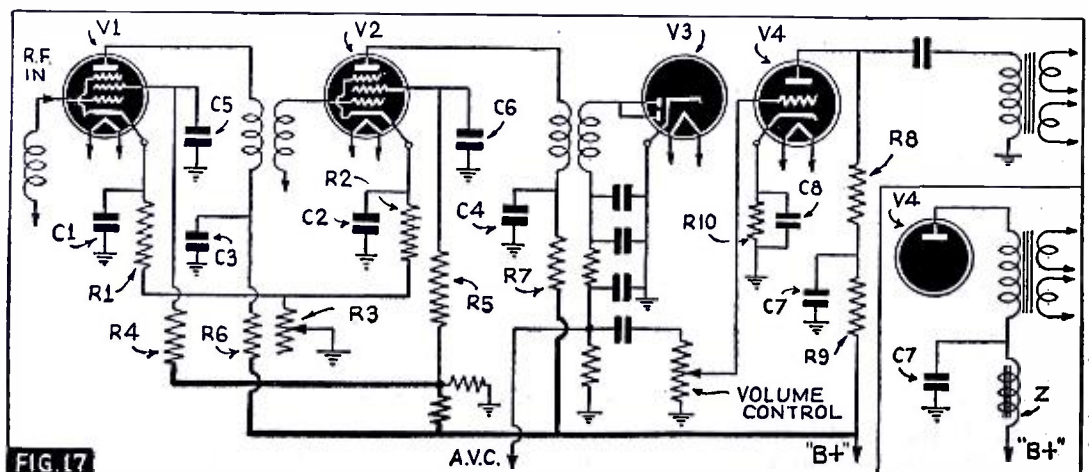 V1
V2
V3
V4
R.F.
IN
C5
C6
R8
R2
C8
V4
C1
C3
C2
C4
R10
R1
R3
R5
R7
C7
R4
R6
R9
C7
Z
VOLUME
CONTROL
A.V.C.
"B+"
"B+"
FIG. 17